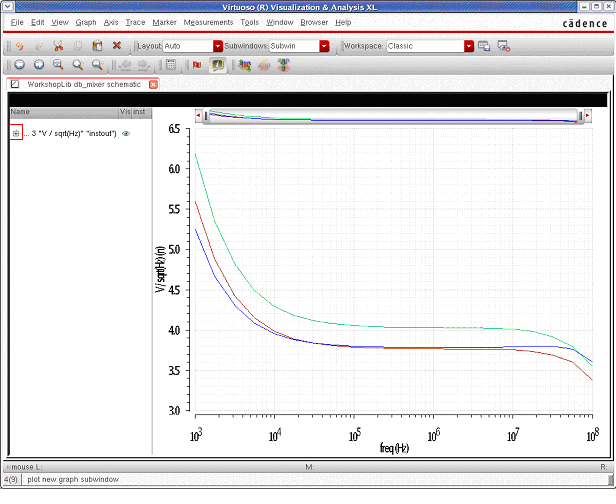 Virtuoso (R) Visualization & Analysis XL
File Edit View Graph Axis Trace Marker Measurements Tools Window Browser Help
cādence
Layout: Auto Subwindows: Subwin Workspace: Classic
WorkshopLib db_mixer schematic
Name Vis inst
... 3 "V / sqrt(Hz)" "instout")
6.5
6.0
5.5
5.0
4.5
4.0
3.5
3.0
V / sqrt(Hz) (n)
10^3 10^4 10^5 10^6 10^7 10^8
freq (Hz)
mouse L: M: R:
4(9) plot new graph subwindow